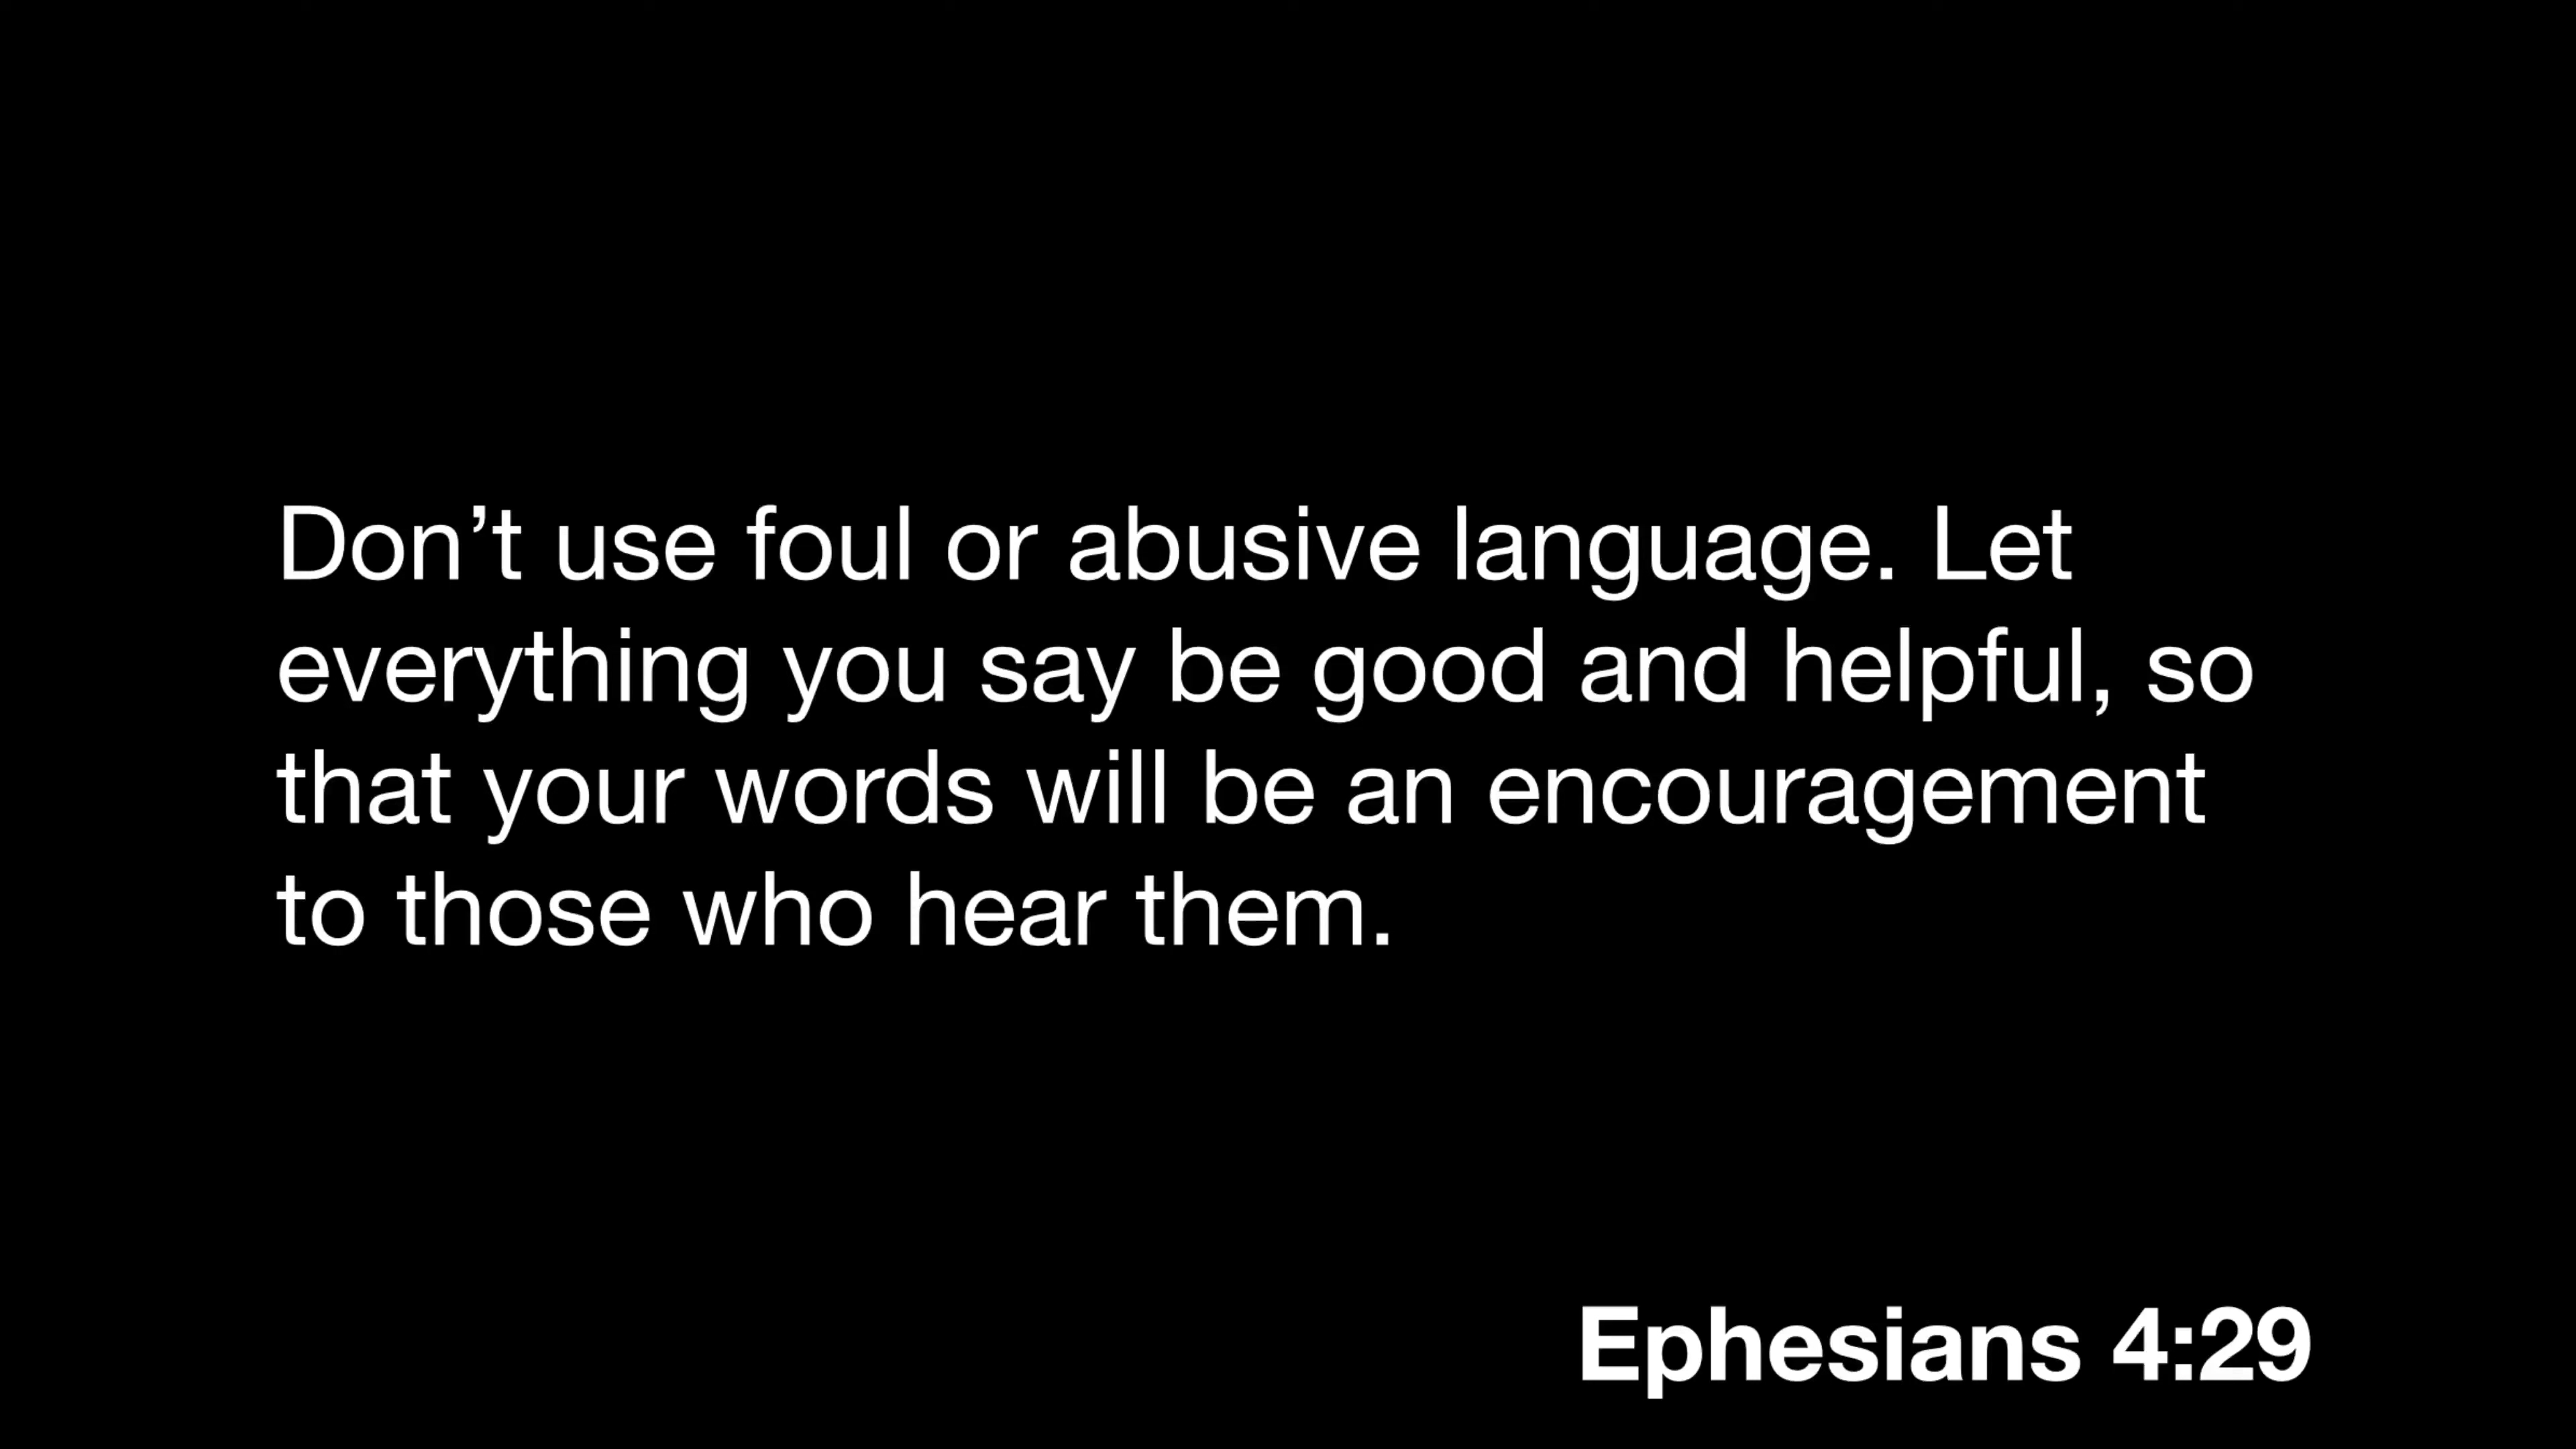 Don’t use foul or abusive language. Let
everything you say be good and helpful, so
that your words will be an encouragement
to those who hear them.
Ephesians 4:29